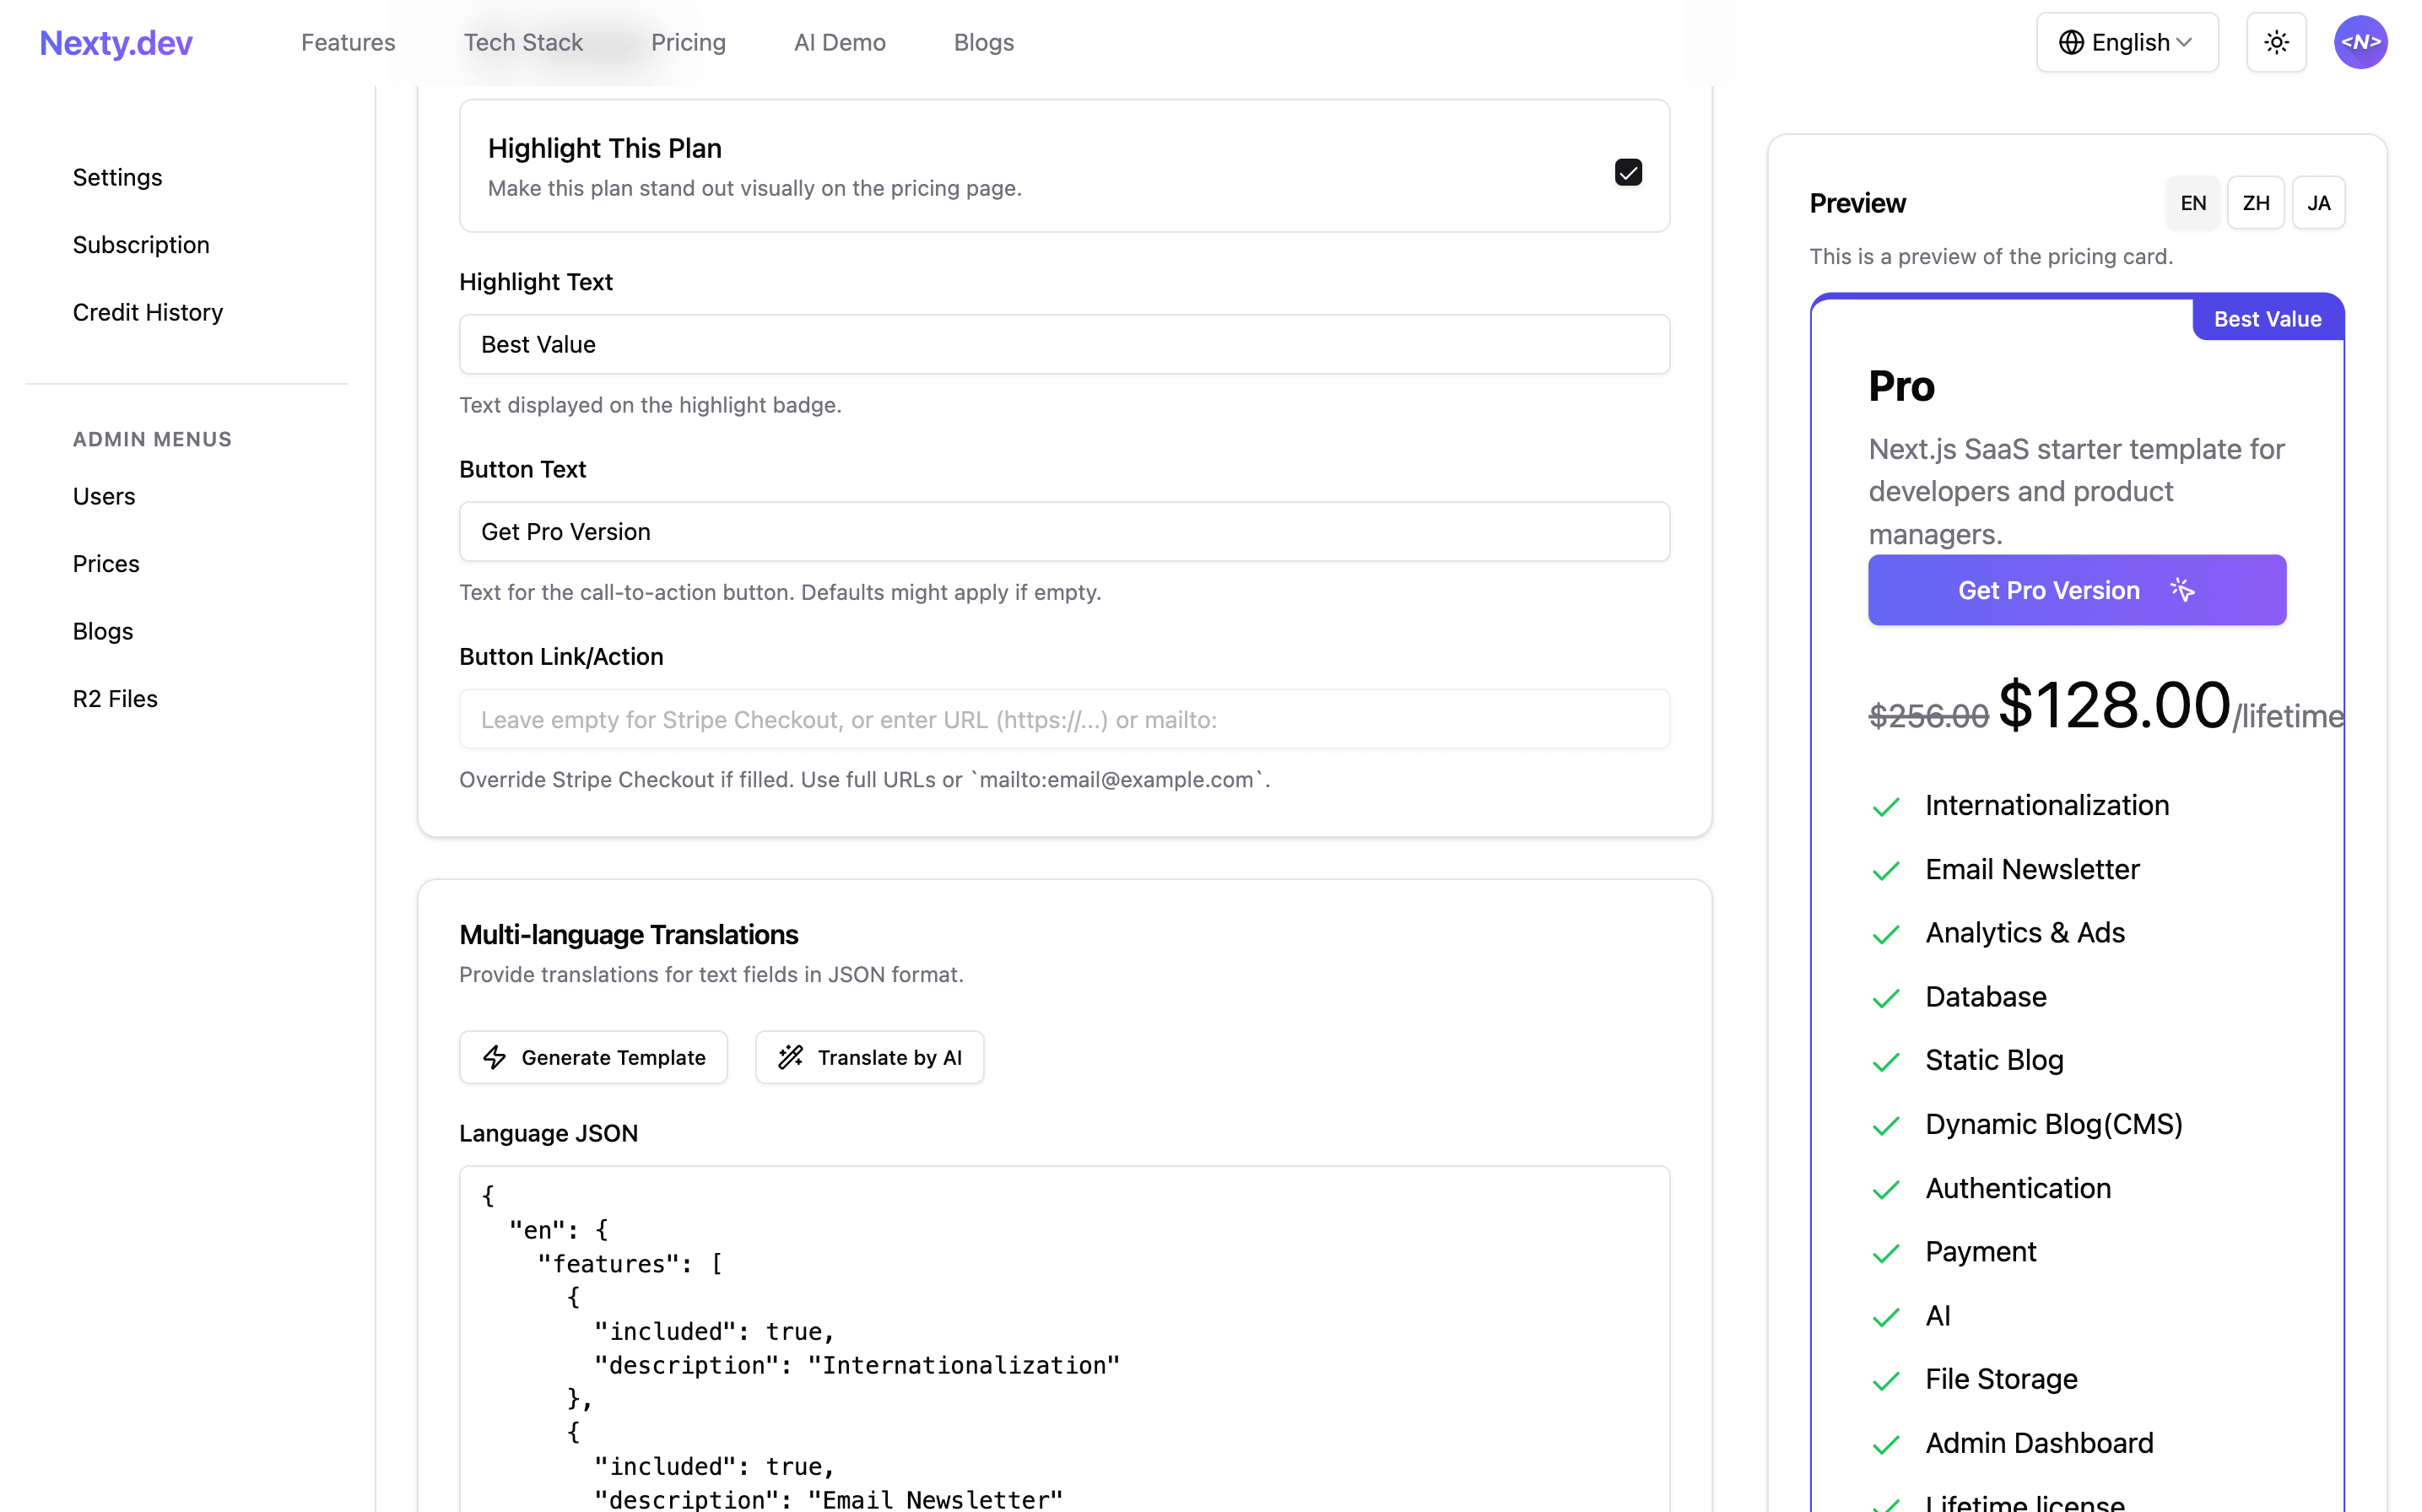 Nexty.dev
Features
Tech Stack
Pricing
AI Demo
Blogs
English
<N>
Settings
Subscription
Credit History
ADMIN MENUS
Users
Prices
Blogs
R2 Files
Highlight This Plan
Make this plan stand out visually on the pricing page.
Highlight Text
Best Value
Text displayed on the highlight badge.
Button Text
Get Pro Version
Text for the call-to-action button. Defaults might apply if empty.
Button Link/Action
Leave empty for Stripe Checkout, or enter URL (https://...) or mailto:
Override Stripe Checkout if filled. Use full URLs or `mailto:email@example.com`.
Multi-language Translations
Provide translations for text fields in JSON format.
Generate Template
Translate by AI
Language JSON
{
"en": {
"features": [
{
"included": true,
"description": "Internationalization"
},
{
"included": true,
"description": "Email Newsletter"
Preview
EN
ZH
JA
This is a preview of the pricing card.
Best Value
Pro
Next.js SaaS starter template for
developers and product
managers.
Get Pro Version
$256.00 $128.00/lifetime
Internationalization
Email Newsletter
Analytics & Ads
Database
Static Blog
Dynamic Blog(CMS)
Authentication
Payment
AI
File Storage
Admin Dashboard
Lifetime license